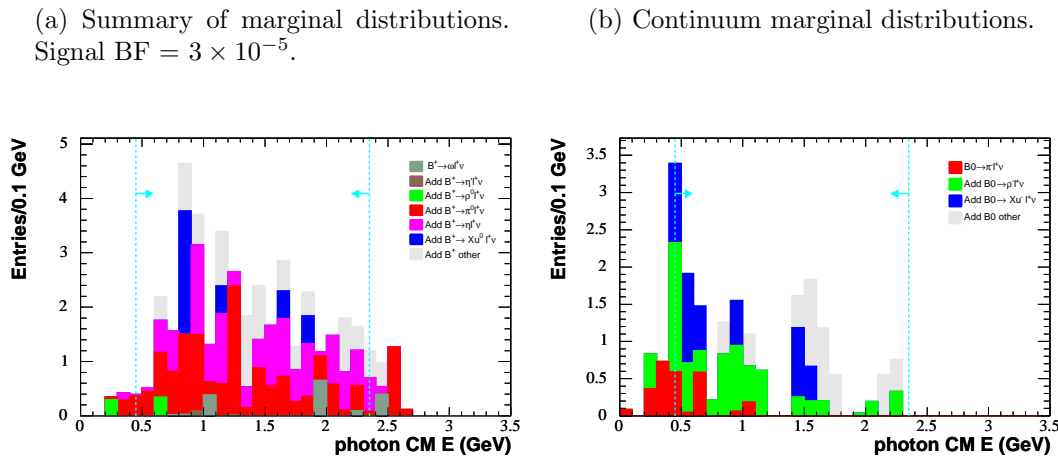 (a) Summary of marginal distributions.
Signal BF = 3 × 10⁻⁵.
(b) Continuum marginal distributions.
Entries/0.1 GeV
5
4
3
2
1
0
B⁺→ωl⁺ν
Add B⁺→η'l⁺ν
Add B⁺→ρ⁰l⁺ν
Add B⁺→π⁰l⁺ν
Add B⁺→ηl⁺ν
Add B⁺→ Xu⁰ l⁺ν
Add B⁺ other
0 0.5 1 1.5 2 2.5 3 3.5
photon CM E (GeV)
Entries/0.1 GeV
3.5
3
2.5
2
1.5
1
0.5
0
B0→π⁻l⁺ν
Add B0→ρ⁻l⁺ν
Add B0→ Xu⁻ l⁺ν
Add B0 other
0 0.5 1 1.5 2 2.5 3 3.5
photon CM E (GeV)